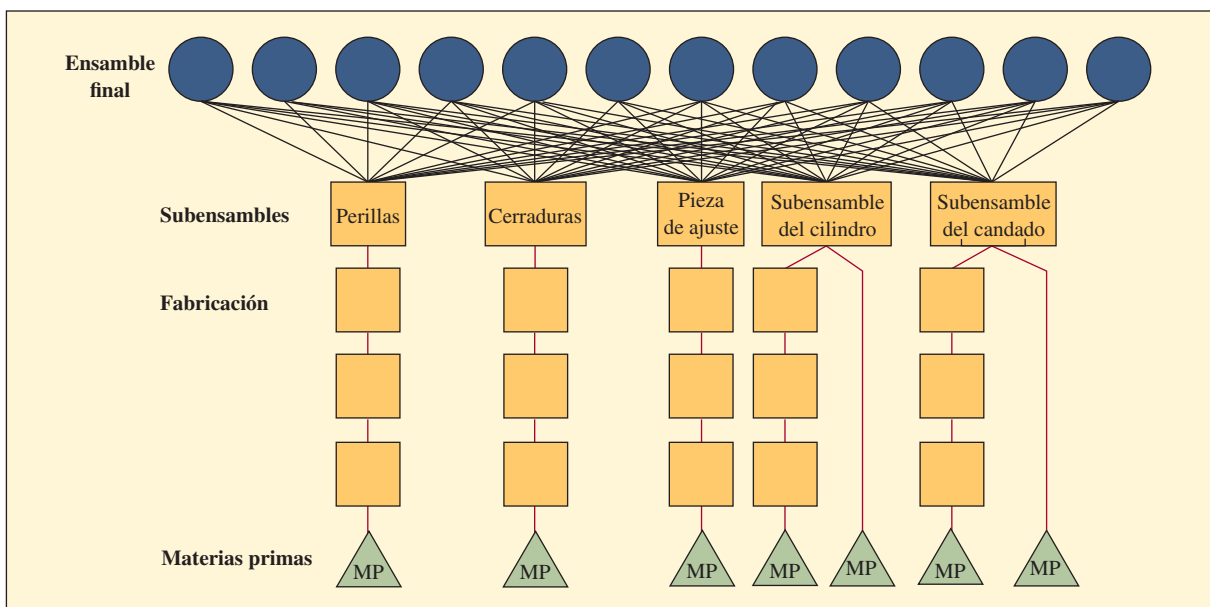 Ensamble
final
Subensambles
Perillas
Cerraduras
Pieza
de ajuste
Subensamble
del cilindro
Subensamble
del candado
Fabricación
Materias primas
MP
MP
MP
MP
MP
MP
MP